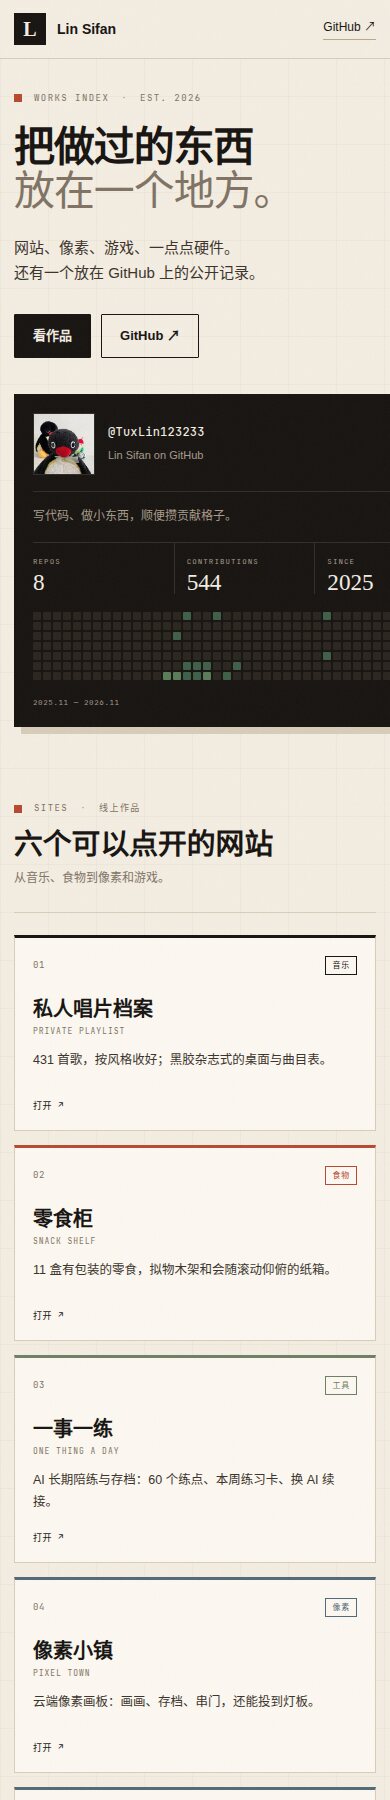 L Lin Sifan GitHub ↗
WORKS INDEX · EST. 2026
把做过的东西
放在一个地方。
网站、像素、游戏、一点点硬件。
还有一个放在 GitHub 上的公开记录。
看作品 GitHub ↗
@TuxLin123233
Lin Sifan on GitHub
写代码、做小东西，顺便攒贡献格子。
REPOS CONTRIBUTIONS SINCE
8 544 2025
2025.11 — 2026.11
SITES · 线上作品
六个可以点开的网站
从音乐、食物到像素和游戏。
01 音乐
私人唱片档案
PRIVATE PLAYLIST
431 首歌，按风格收好；黑胶杂志式的桌面与曲目表。
打开 ↗
02 食物
零食柜
SNACK SHELF
11 盒有包装的零食，拟物木架和会随滚动仰俯的纸箱。
打开 ↗
03 工具
一事一练
ONE THING A DAY
AI 长期陪练与存档：60 个练点、本周练习卡、换 AI 续
接。
打开 ↗
04 像素
像素小镇
PIXEL TOWN
云端像素画板：画画、存档、串门，还能投到灯板。
打开 ↗